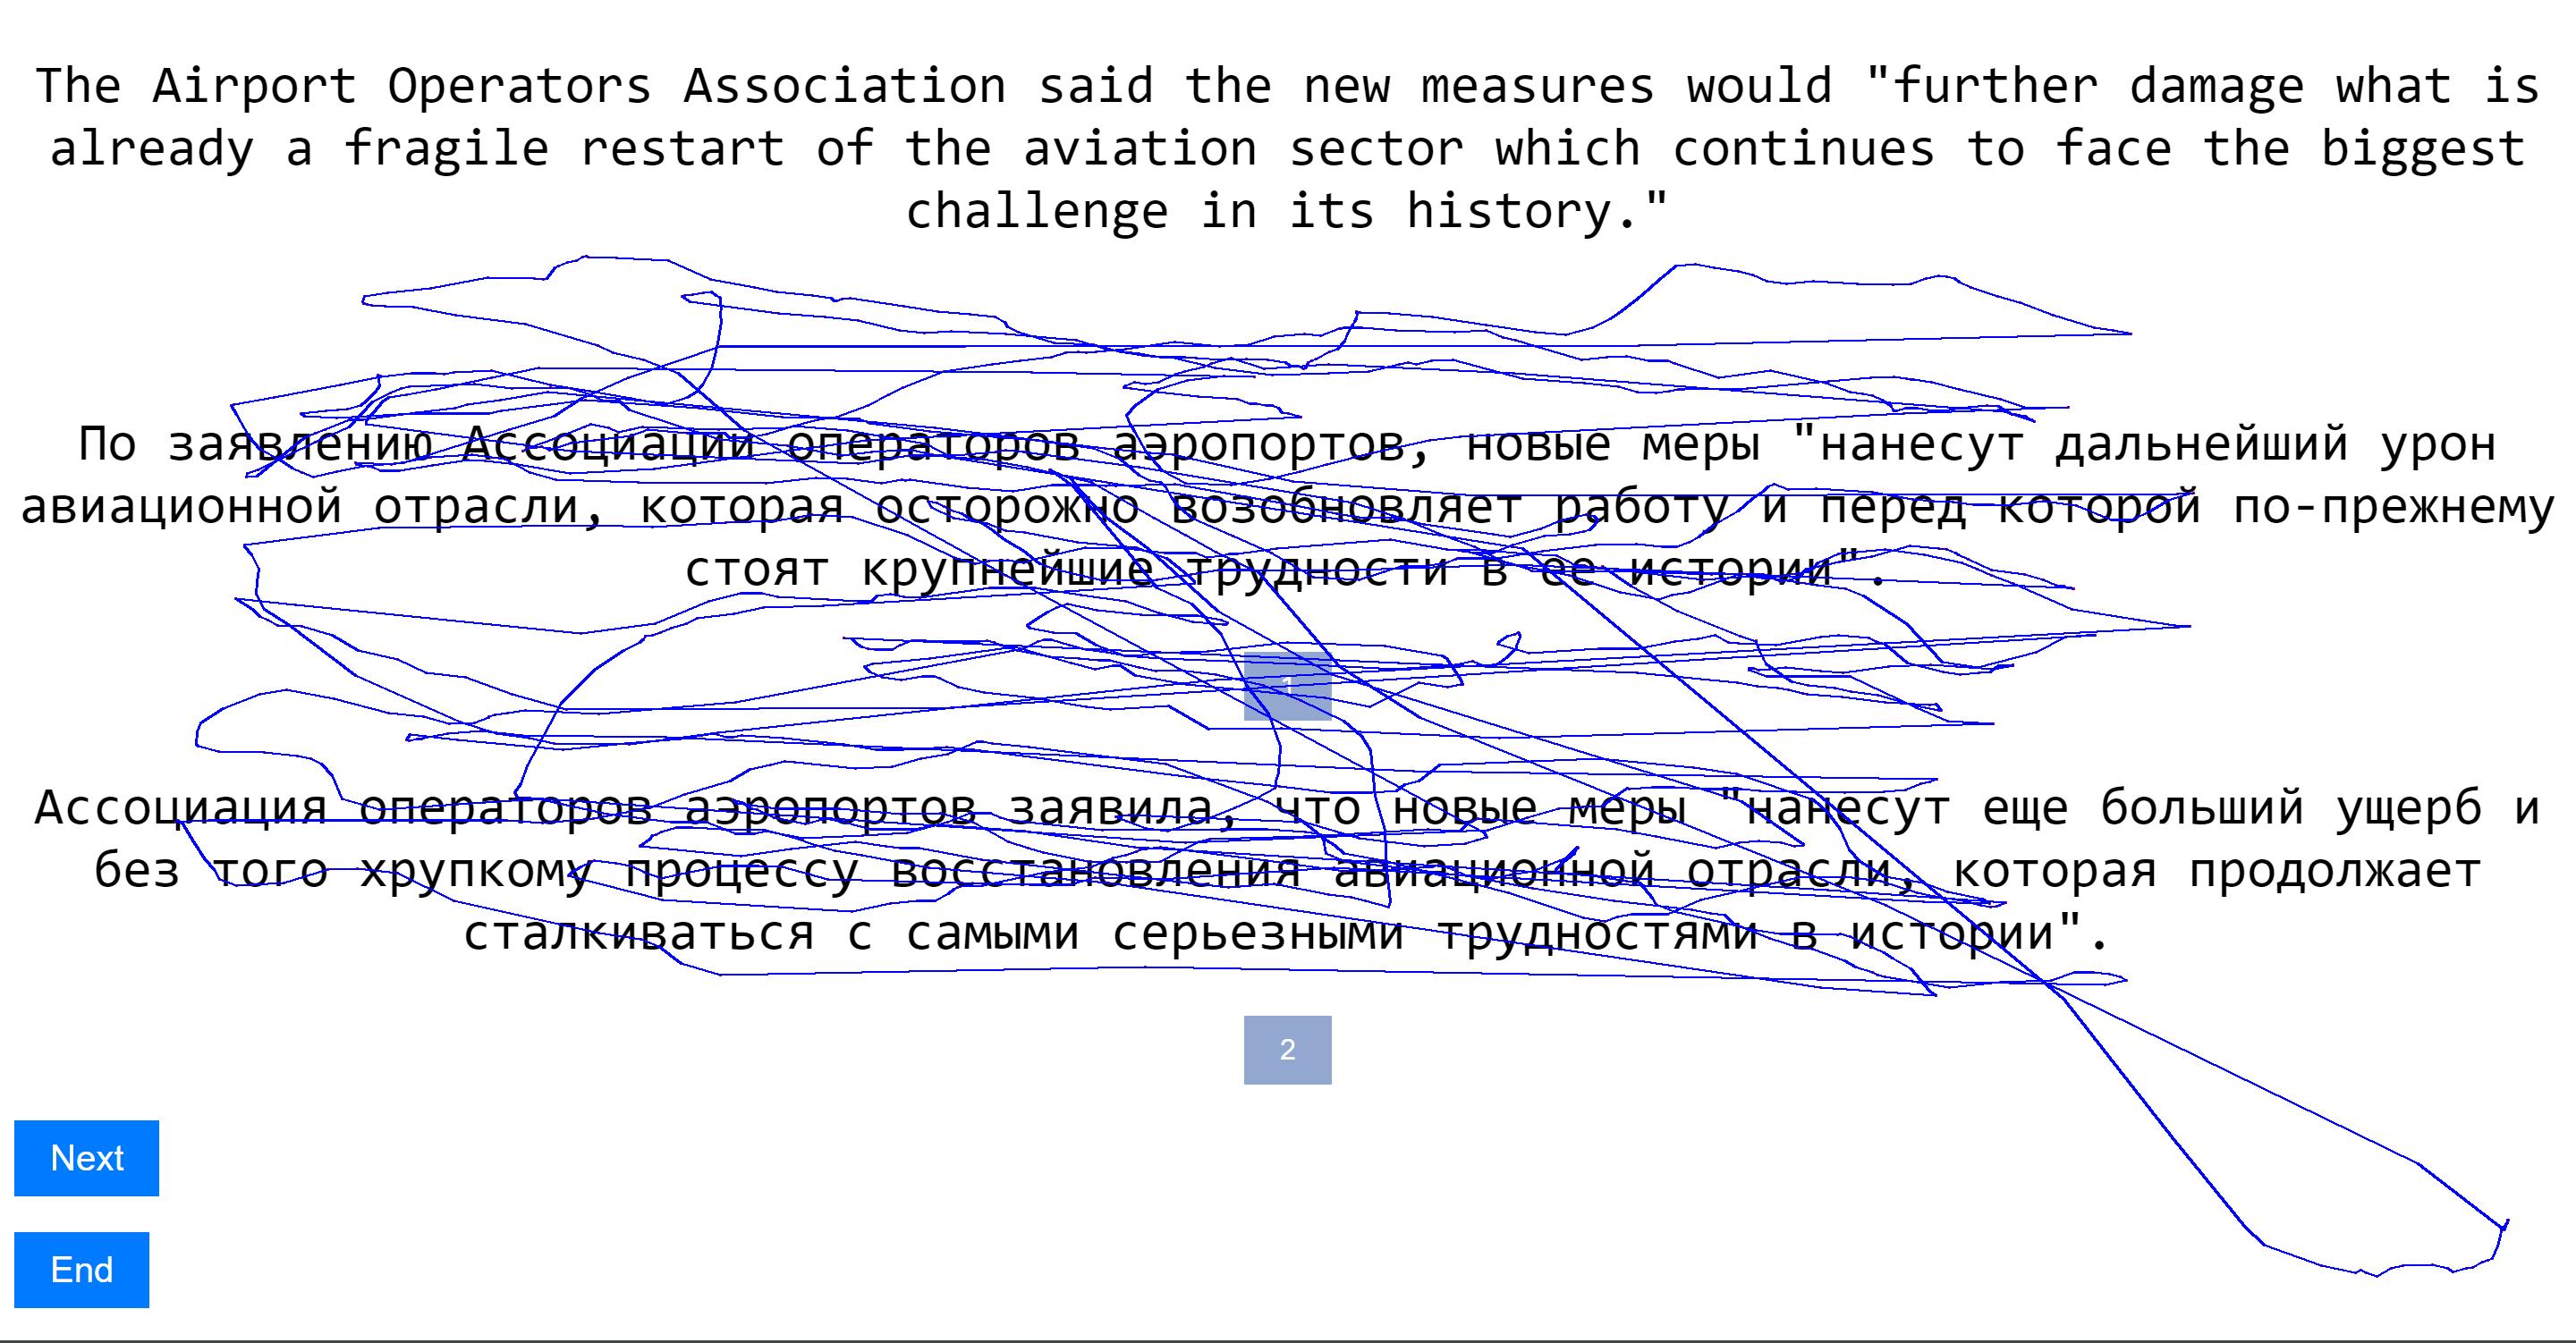 The Airport Operators Association said the new measures would "further damage what is
already a fragile restart of the aviation sector which continues to face the biggest
challenge in its history."
По заявлению Ассоциации операторов аэропортов, новые меры "нанесут дальнейший урон
авиационной отрасли, которая осторожно возобновляет работу и перед которой по-прежнему
стоят крупнейшие трудности в ее истории".
1
Ассоциация операторов аэропортов заявила, что новые меры "нанесут еще больший ущерб и
без того хрупкому процессу восстановления авиационной отрасли, которая продолжает
сталкиваться с самыми серьезными трудностями в истории".
2
Next
End